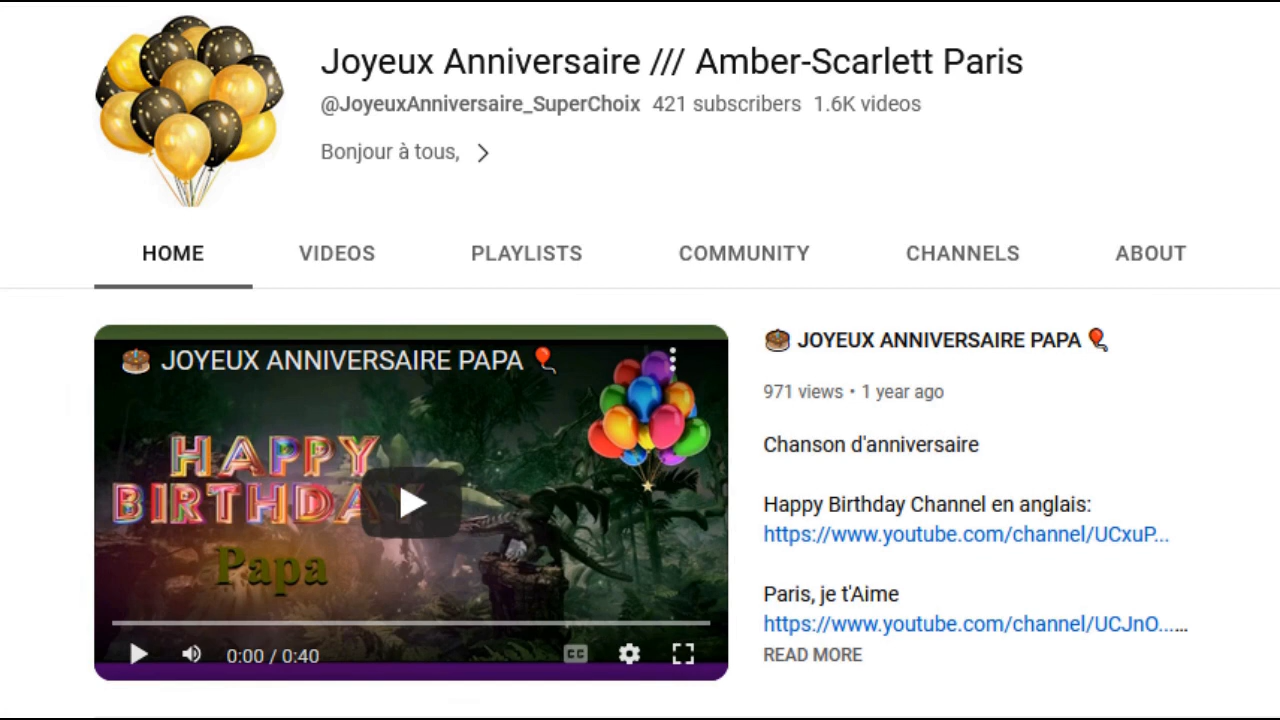 Joyeux Anniversaire /// Amber-Scarlett Paris
@JoyeuxAnniversaire_SuperChoix 421 subscribers 1.6K videos
Bonjour à tous,
HOME VIDEOS PLAYLISTS COMMUNITY CHANNELS ABOUT
🎂 JOYEUX ANNIVERSAIRE PAPA 🎈
HAPPY
BIRTHDAY
Papa
0:00 / 0:40
CC
🎂 JOYEUX ANNIVERSAIRE PAPA 🎈
971 views • 1 year ago
Chanson d'anniversaire
Happy Birthday Channel en anglais:
https://www.youtube.com/channel/UCxuP...
Paris, je t'Aime
https://www.youtube.com/channel/UCJnO......
READ MORE